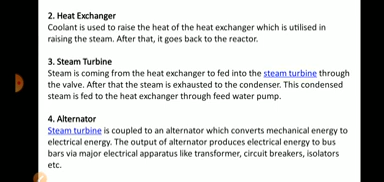 2. Heat Exchanger
Coolant is used to raise the heat of the heat exchanger which is utilised in
raising the steam. After that, it goes back to the reactor.
3. Steam Turbine
Steam is coming from the heat exchanger to fed into the steam turbine through
the valve. After that the steam is exhausted to the condenser. This condensed
steam is fed to the heat exchanger through feed water pump.
4. Alternator
Steam turbine is coupled to an alternator which converts mechanical energy to
electrical energy. The output of alternator produces electrical energy to bus
bars via major electrical apparatus like transformer, circuit breakers, isolators
etc.